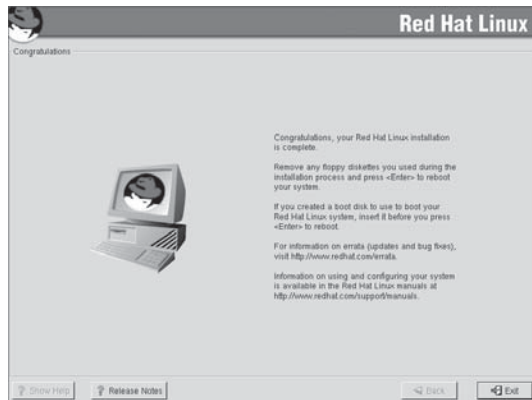 Red Hat Linux
Congratulations
Congratulations, your Red Hat Linux installation
is complete.
Remove any floppy diskettes you used during the
installation process and press <Enter> to reboot
your system.
If you created a boot disk to use to boot your
Red Hat Linux system, insert it before you press
<Enter> to reboot.
For information on errata (updates and bug fixes),
visit http://www.redhat.com/errata.
Information on using and configuring your system
is available in the Red Hat Linux manuals at
http://www.redhat.com/support/manuals.
Show Help
Release Notes
Back
Exit